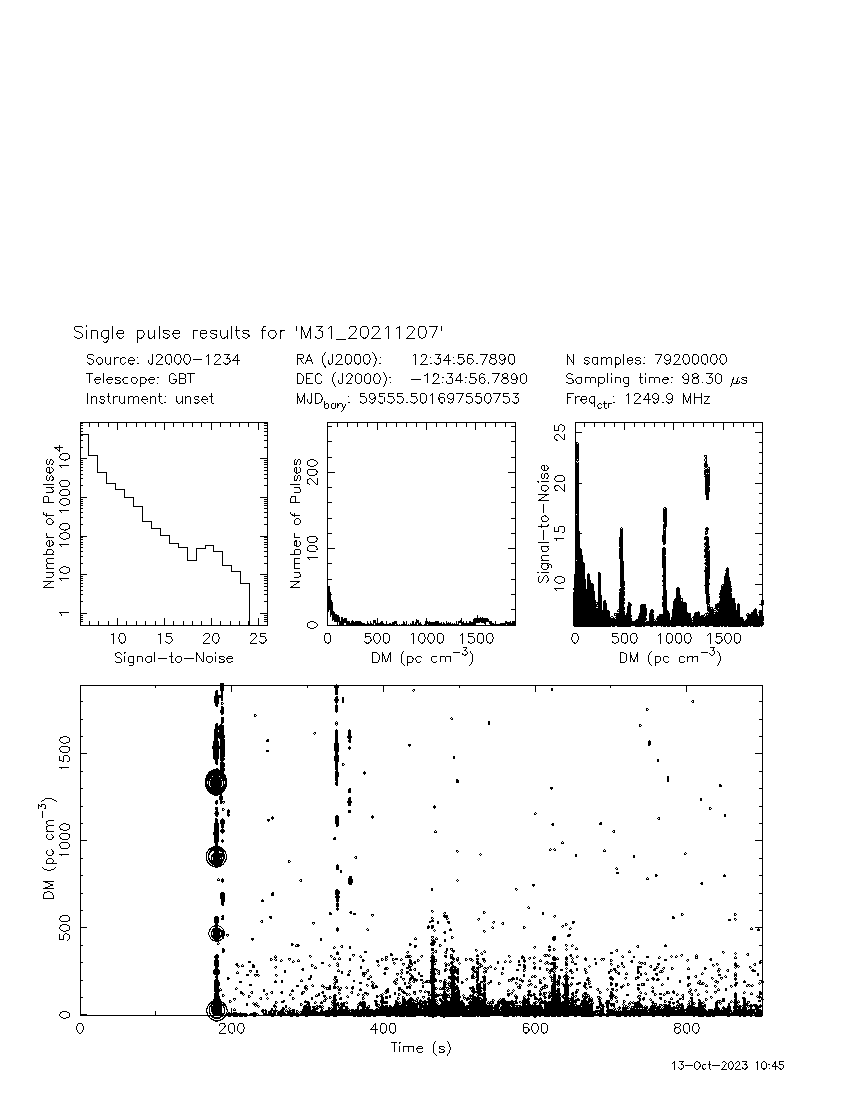 Single pulse results for 'M31_20211207'
Source: J2000−1234 RA (J2000): 12:34:56.7890 N samples: 79200000
Telescope: GBT DEC (J2000): −12:34:56.7890 Sampling time: 98.30 μs
Instrument: unset MJDbary: 59555.501697550753 Freqctr: 1249.9 MHz
Number of Pulses
1 10 100 1000 10^4
10 15 20 25
Signal−to−Noise
Number of Pulses
0 100 200
0 500 1000 1500
DM (pc cm^−3)
Signal−to−Noise
10 15 20 25
0 500 1000 1500
DM (pc cm^−3)
DM (pc cm^−3)
0 500 1000 1500
0 200 400 600 800
Time (s)
13−Oct−2023 10:45